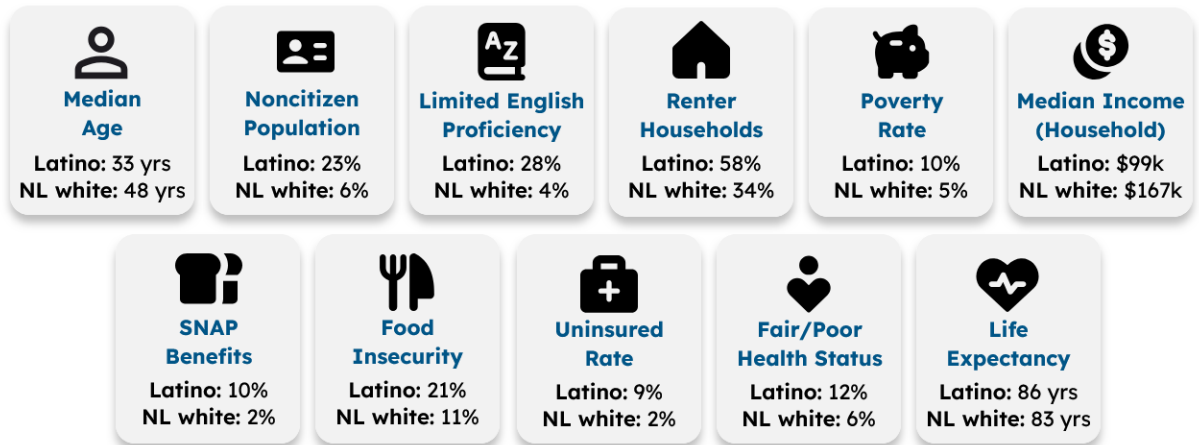 A Z
Median
Age
Latino: 33 yrs
NL white: 48 yrs
Noncitizen
Population
Latino: 23%
NL white: 6%
Limited English
Proficiency
Latino: 28%
NL white: 4%
Renter
Households
Latino: 58%
NL white: 34%
Poverty
Rate
Latino: 10%
NL white: 5%
$
Median Income
(Household)
Latino: $99k
NL white: $167k
SNAP
Benefits
Latino: 10%
NL white: 2%
Food
Insecurity
Latino: 21%
NL white: 11%
Uninsured
Rate
Latino: 9%
NL white: 2%
Fair/Poor
Health Status
Latino: 12%
NL white: 6%
Life
Expectancy
Latino: 86 yrs
NL white: 83 yrs